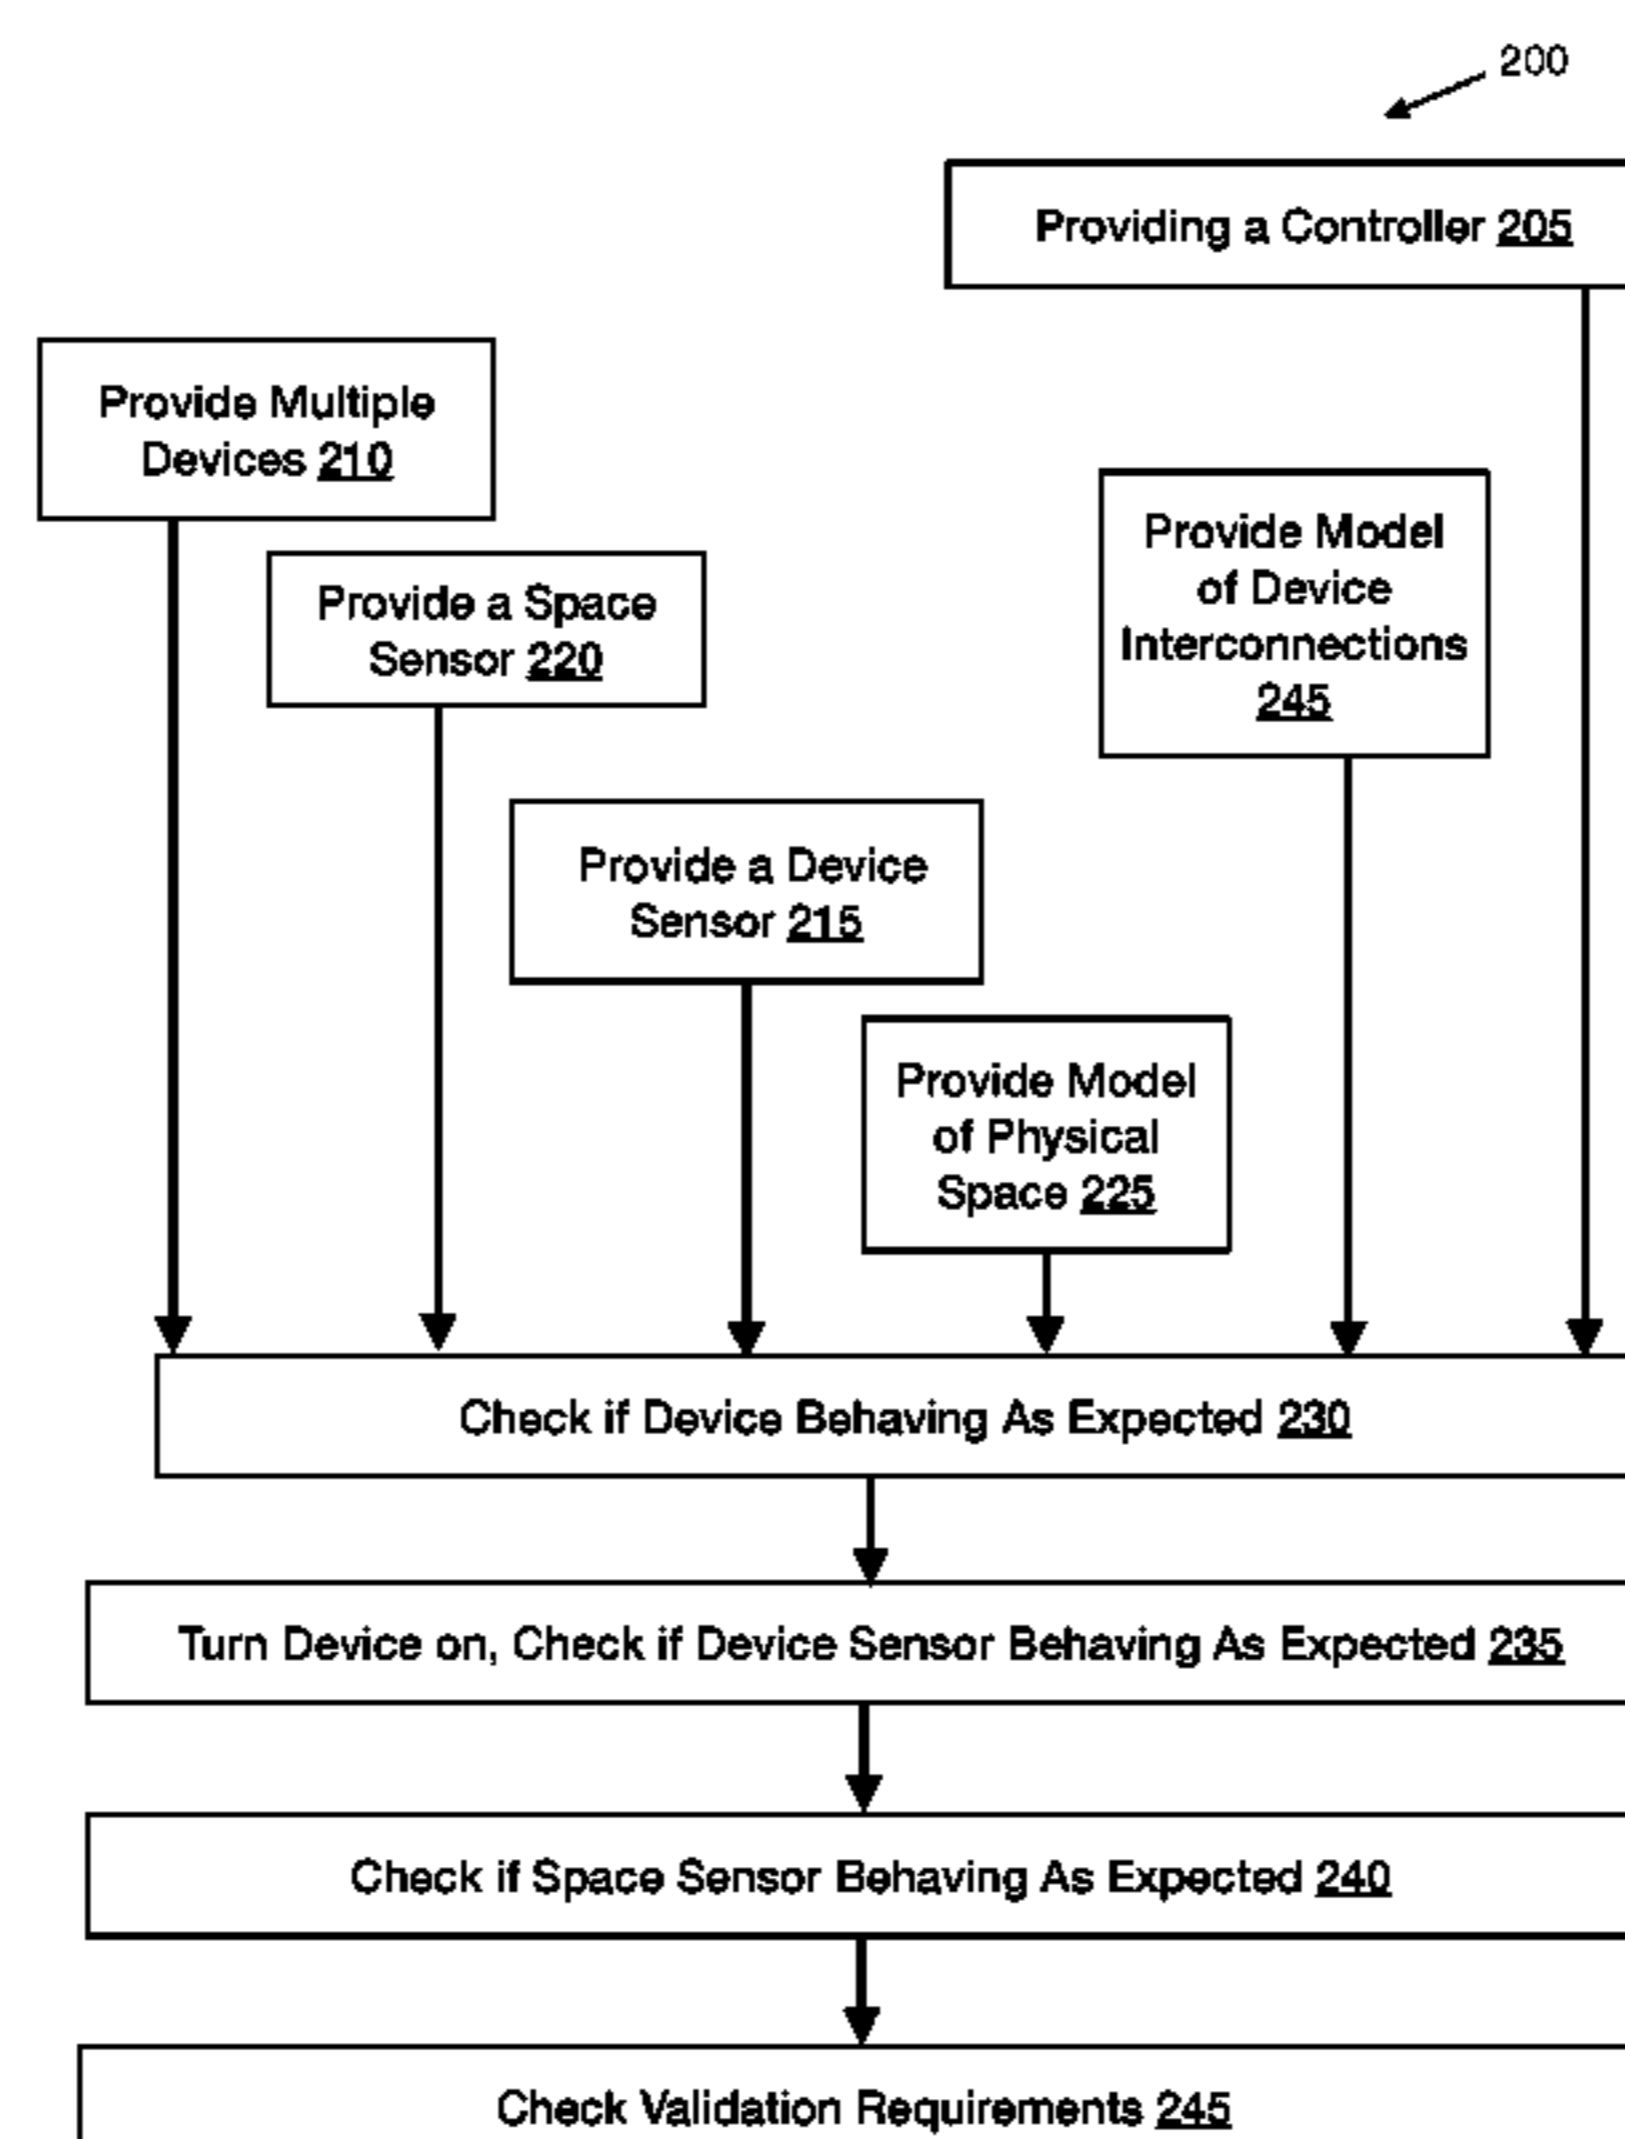 200
Providing a Controller 205
Provide Multiple
Devices 210
Provide a Space
Sensor 220
Provide Model
of Device
Interconnections
245
Provide a Device
Sensor 215
Provide Model
of Physical
Space 225
Check if Device Behaving As Expected 230
Turn Device on, Check if Device Sensor Behaving As Expected 235
Check if Space Sensor Behaving As Expected 240
Check Validation Requirements 245